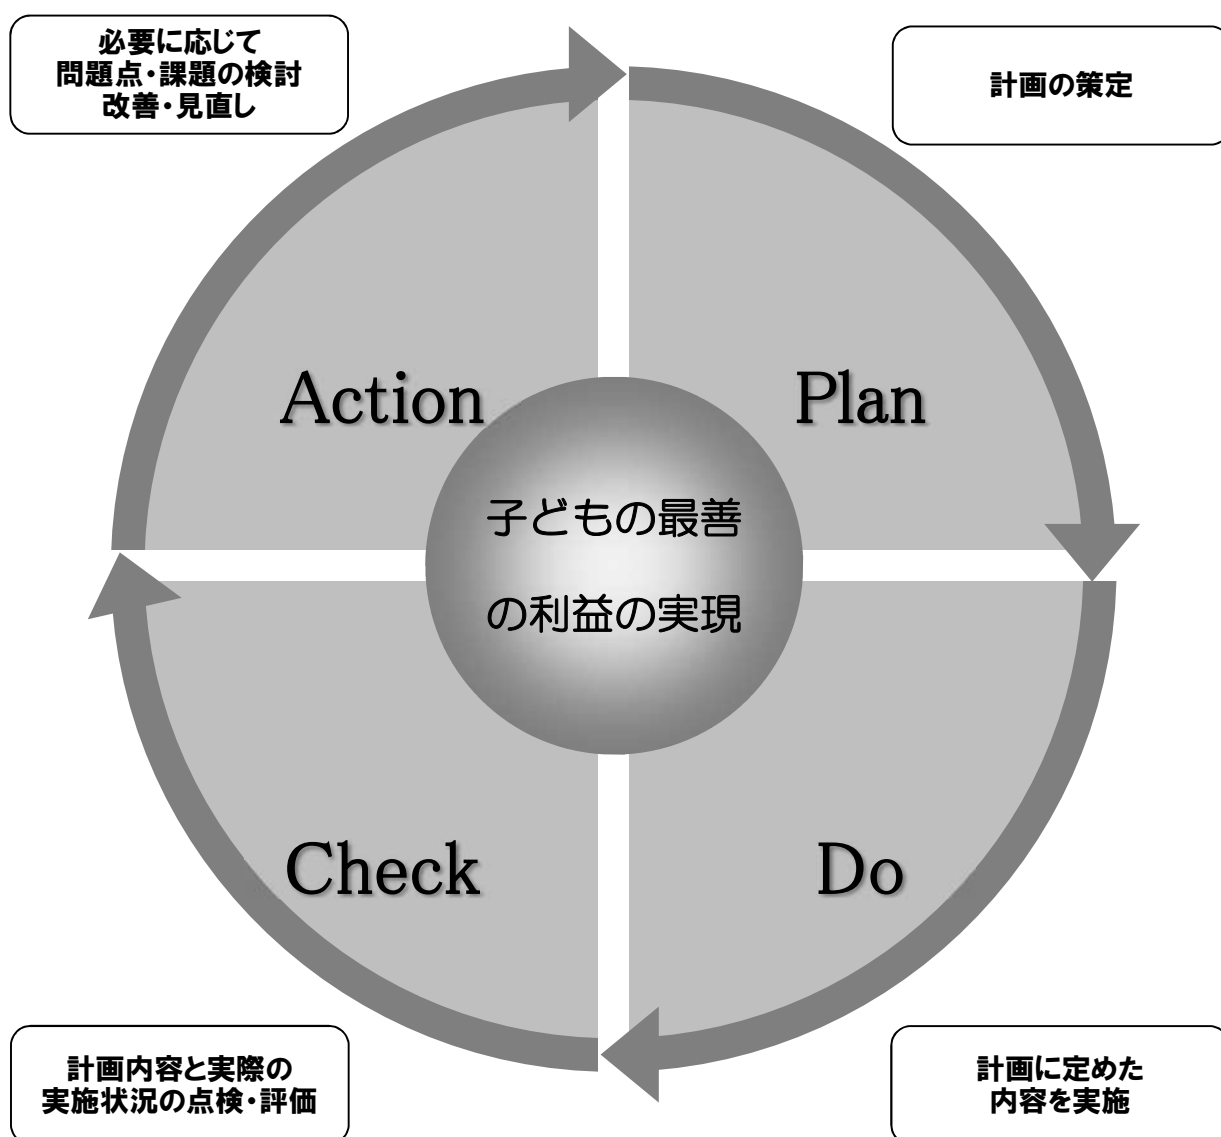 必要に応じて
問題点・課題の検討
改善・見直し
計画の策定
Action
Plan
子どもの最善
の利益の実現
Check
Do
計画内容と実際の
実施状況の点検・評価
計画に定めた
内容を実施